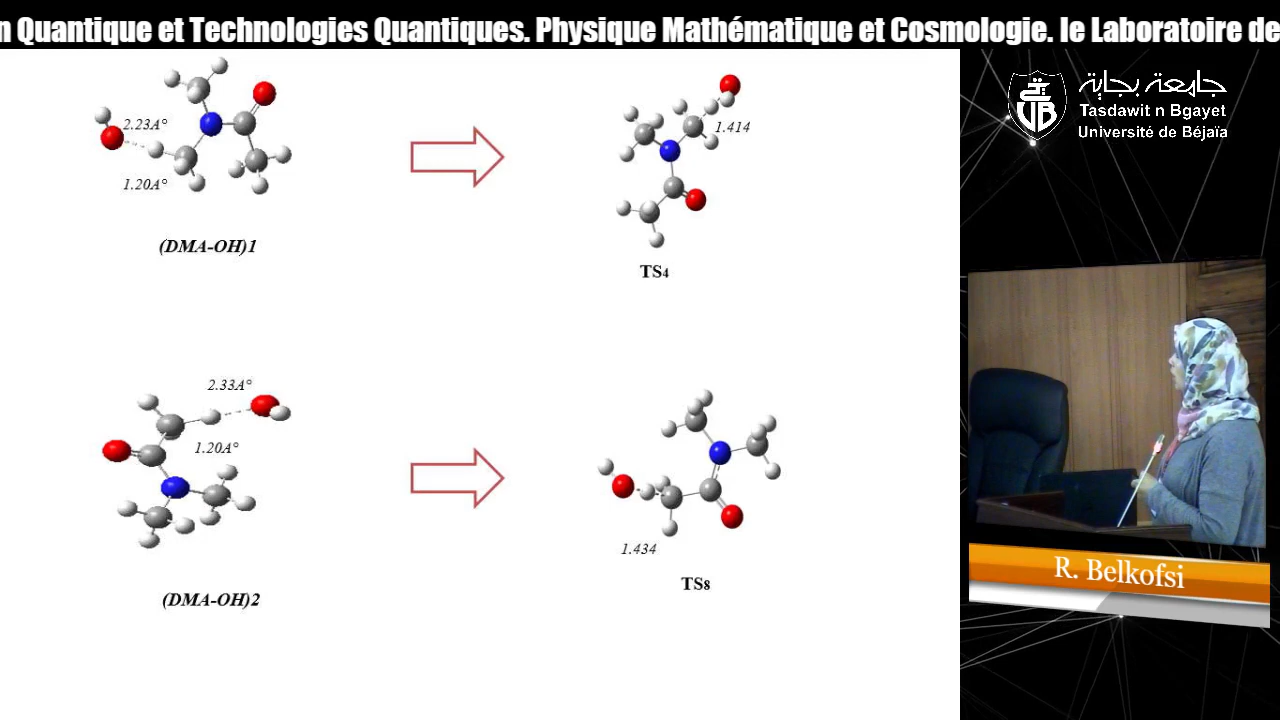 n Quantique et Technologies Quantiques. Physique Mathématique et Cosmologie. le Laboratoire de
2.23A°
1.20A°
(DMA-OH)1
1.414
TS4
2.33A°
1.20A°
(DMA-OH)2
1.434
TS8
جامعة بجاية
Tasdawit n Bgayet
Université de Béjaïa
UB
R. Belkofsi